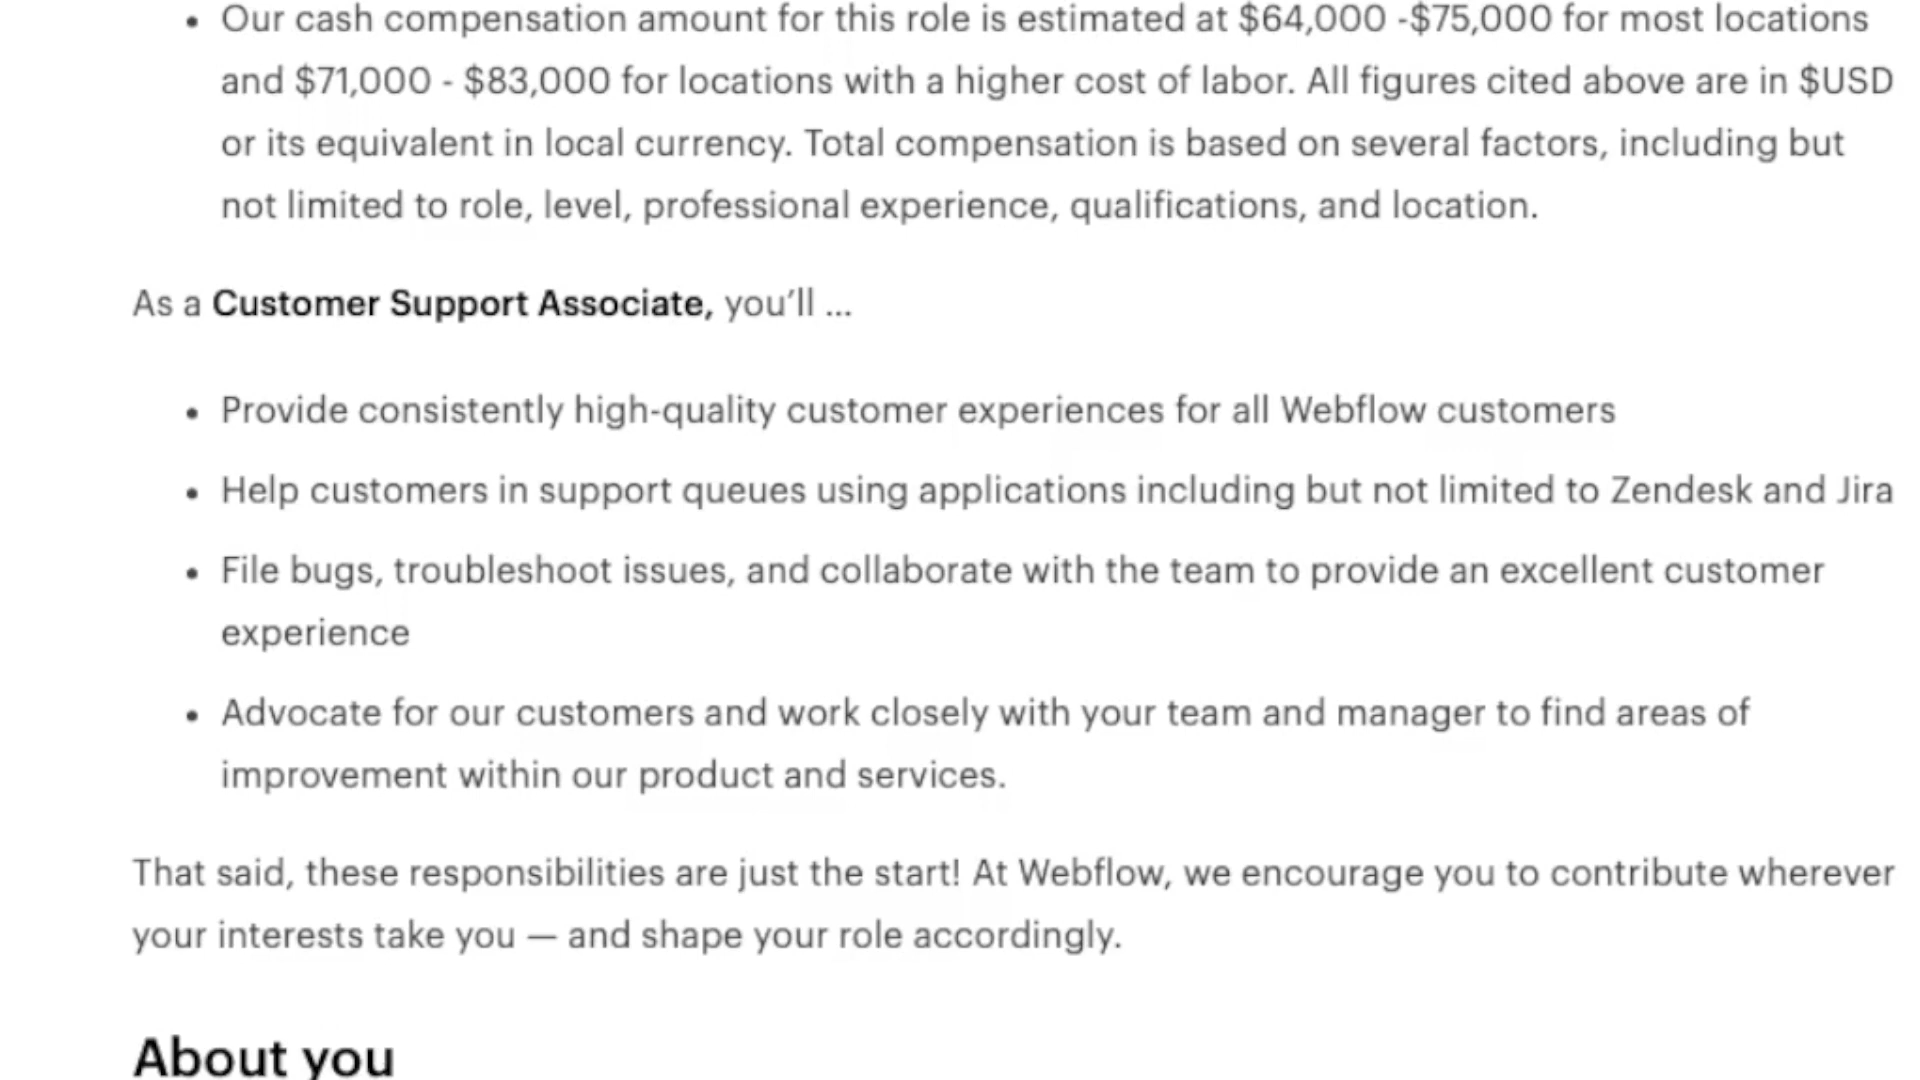 Our cash compensation amount for this role is estimated at $64,000 -$75,000 for most locations
and $71,000 - $83,000 for locations with a higher cost of labor. All figures cited above are in $USD
or its equivalent in local currency. Total compensation is based on several factors, including but
not limited to role, level, professional experience, qualifications, and location.
As a Customer Support Associate, you’ll ...
Provide consistently high-quality customer experiences for all Webflow customers
Help customers in support queues using applications including but not limited to Zendesk and Jira
File bugs, troubleshoot issues, and collaborate with the team to provide an excellent customer
experience
Advocate for our customers and work closely with your team and manager to find areas of
improvement within our product and services.
That said, these responsibilities are just the start! At Webflow, we encourage you to contribute wherever
your interests take you — and shape your role accordingly.
About you